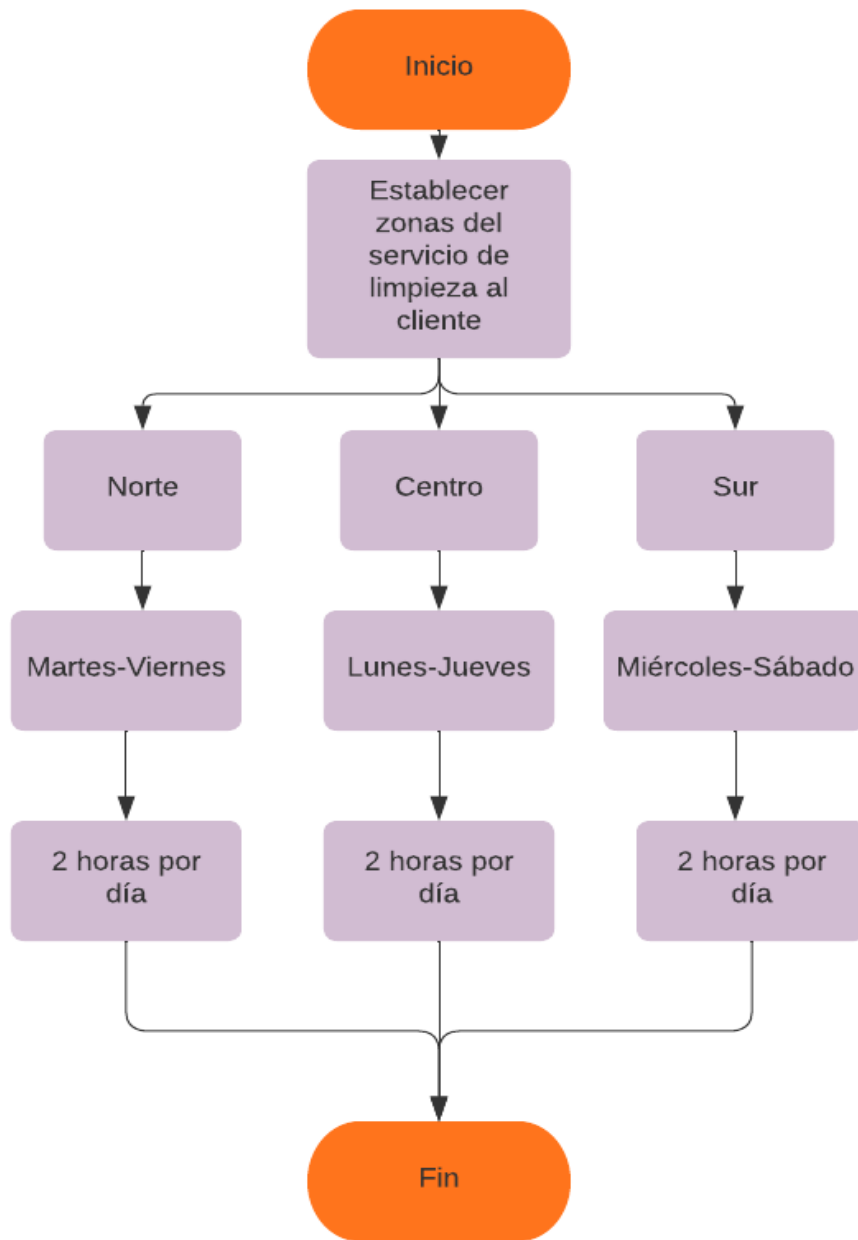 Inicio
Establecer
zonas del
servicio de
limpieza al
cliente
Norte
Centro
Sur
Martes-Viernes
Lunes-Jueves
Miércoles-Sábado
2 horas por
día
2 horas por
día
2 horas por
día
Fin